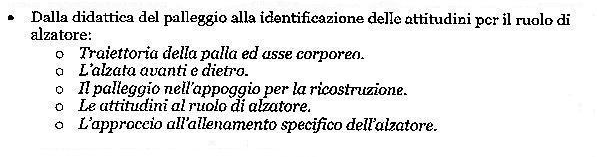 • Dalla didattica del palleggio alla identificazione delle attitudini per il ruolo di
alzatore:
o Traiettoria della palla ed asse corporeo.
o L'alzata avanti e dietro.
o Il palleggio nell'appoggio per la ricostruzione.
o Le attitudini al ruolo di alzatore.
o L'approccio all'allenamento specifico dell'alzatore.